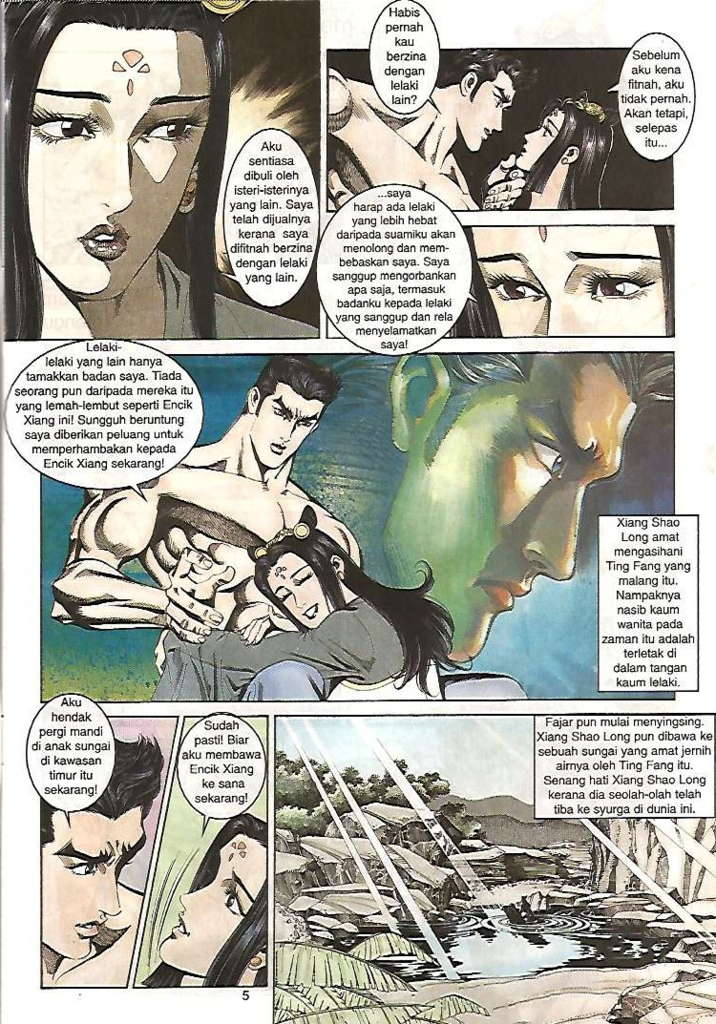 Aku
sentiasa
dibuli oleh
isteri-isterinya
yang lain. Saya
telah dijualnya
kerana saya
difitnah berzina
dengan lelaki
yang lain.
Habis
pernah
kau
berzina
dengan
lelaki
lain?
Sebelum
aku kena
fitnah, aku
tidak pernah.
Akan tetapi,
selepas
itu...
...saya
harap ada lelaki
yang lebih hebat
daripada suamiku akan
menolong dan mem-
bebaskan saya. Saya
sanggup mengorbankan
apa saja, termasuk
badanku kepada lelaki
yang sanggup dan rela
menyelamatkan
saya!
Lelaki-
lelaki yang lain hanya
tamakkan badan saya. Tiada
seorang pun daripada mereka itu
yang lemah-lembut seperti Encik
Xiang ini! Sungguh beruntung
saya diberikan peluang untuk
memperhambakan kepada
Encik Xiang sekarang!
Xiang Shao
Long amat
mengasihani
Ting Fang yang
malang itu.
Nampaknya
nasib kaum
wanita pada
zaman itu adalah
terletak di
dalam tangan
kaum lelaki.
Aku
hendak
pergi mandi
di anak sungai
di kawasan
timur itu
sekarang!
Sudah
pasti! Biar
aku membawa
Encik Xiang
ke sana
sekarang!
Fajar pun mulai menyingsing.
Xiang Shao Long pun dibawa ke
sebuah sungai yang amat jernih
airnya oleh Ting Fang itu.
Senang hati Xiang Shao Long
kerana dia seolah-olah telah
tiba ke syurga di dunia ini.
5